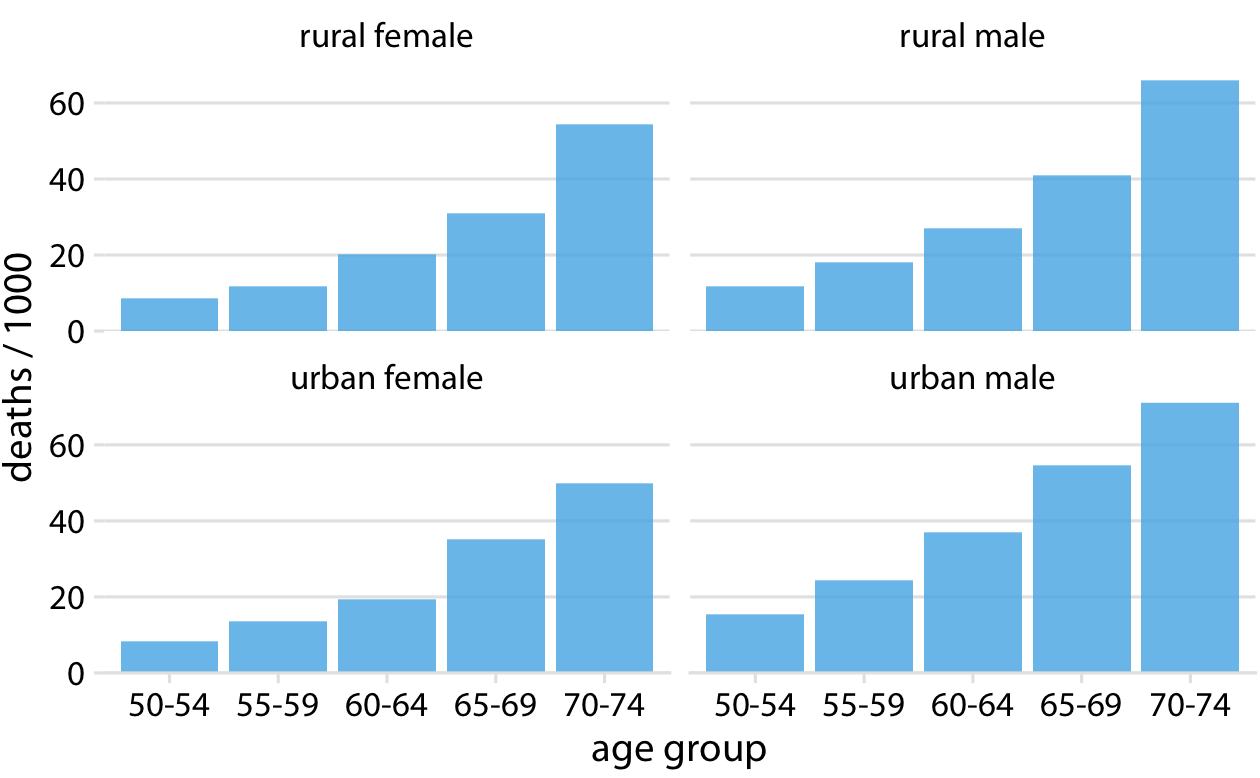 rural female
rural male
60
40
20
0
urban female
urban male
60
40
20
0
50-54 55-59 60-64 65-69 70-74
50-54 55-59 60-64 65-69 70-74
age group
deaths / 1000